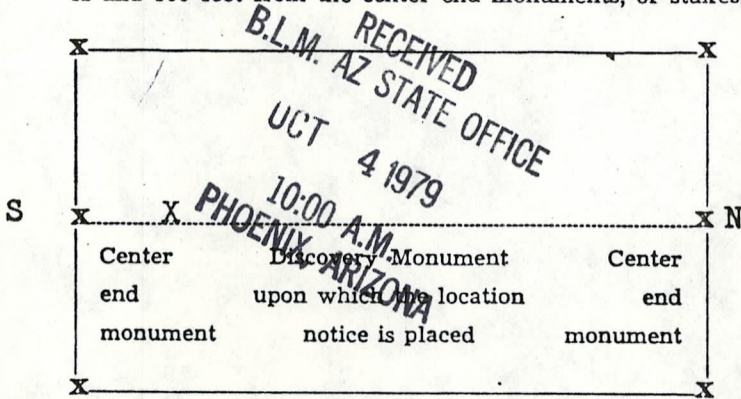 RECEIVED
B.L.M. AZ STATE OFFICE
OCT 4 1979
10:00 A.M.
PHOENIX, ARIZONA
X X
S X X X N
Center Discovery Monument Center
end upon which the location end
monument notice is placed monument
X X